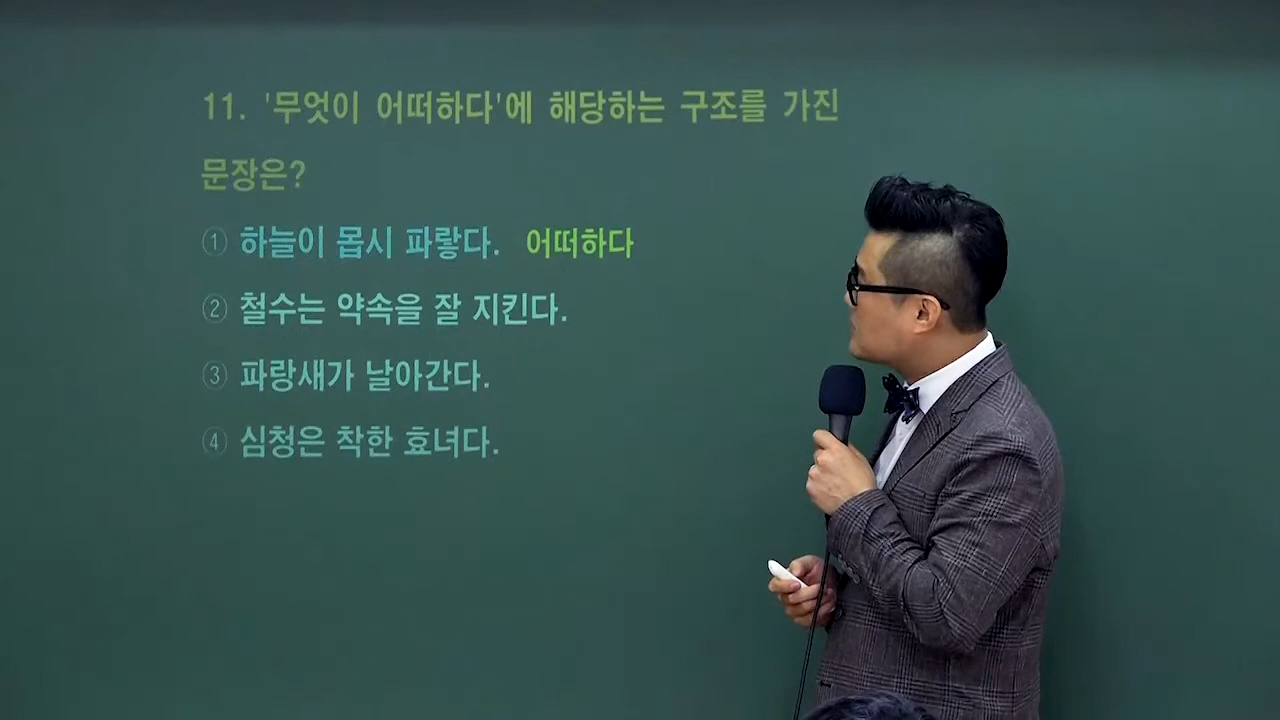 11. '무엇이 어떠하다'에 해당하는 구조를 가진
문장은?
① 하늘이 몹시 파랗다. 어떠하다
② 철수는 약속을 잘 지킨다.
③ 파랑새가 날아간다.
④ 심청은 착한 효녀다.